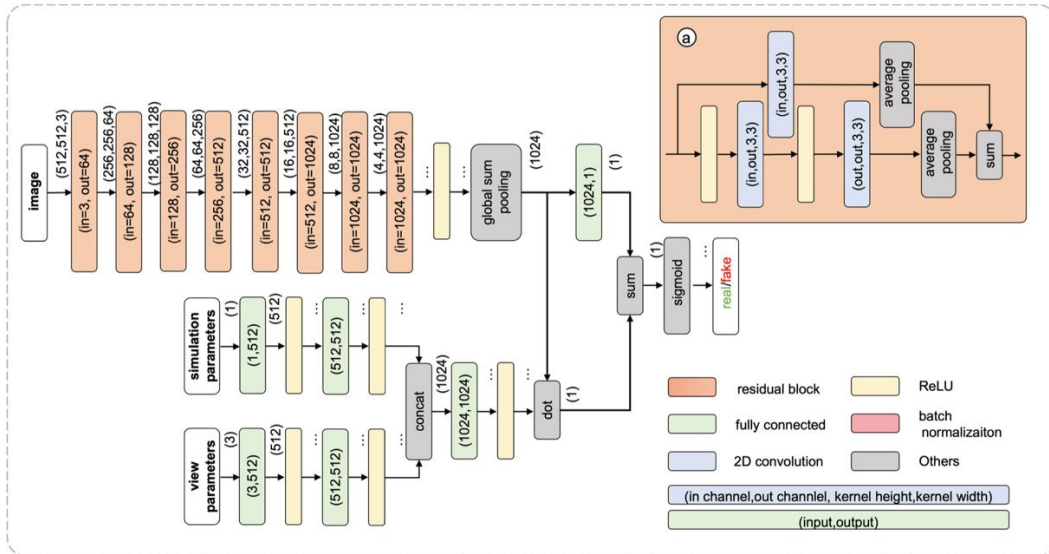 image
(512,512,3)
(in=3, out=64)
(256,256,64)
(in=64, out=128)
(128,128,128)
(in=128, out=256)
(64,64,256)
(in=256, out=512)
(32,32,512)
(in=512, out=512)
(16,16,512)
(in=512, out=1024)
(8,8,1024)
(in=1024, out=1024)
(4,4,1024)
(in=1024, out=1024)
...
...
global sum
pooling
(1024)
(1024,1)
(1)
simulation
parameters
(1)
(1,512)
(512)
...
(512,512)
...
...
view
parameters
(3)
(3,512)
(512)
...
(512,512)
...
...
concat
(1024)
(1024,1024)
...
...
dot
(1)
sum
(1)
sigmoid
...
real/fake
a
(in,out,3,3)
(in,out,3,3)
(out,out,3,3)
average
pooling
average
pooling
sum
residual block
ReLU
fully connected
batch
normalizaiton
2D convolution
Others
(in channel,out channlel, kernel height,kernel width)
(input,output)